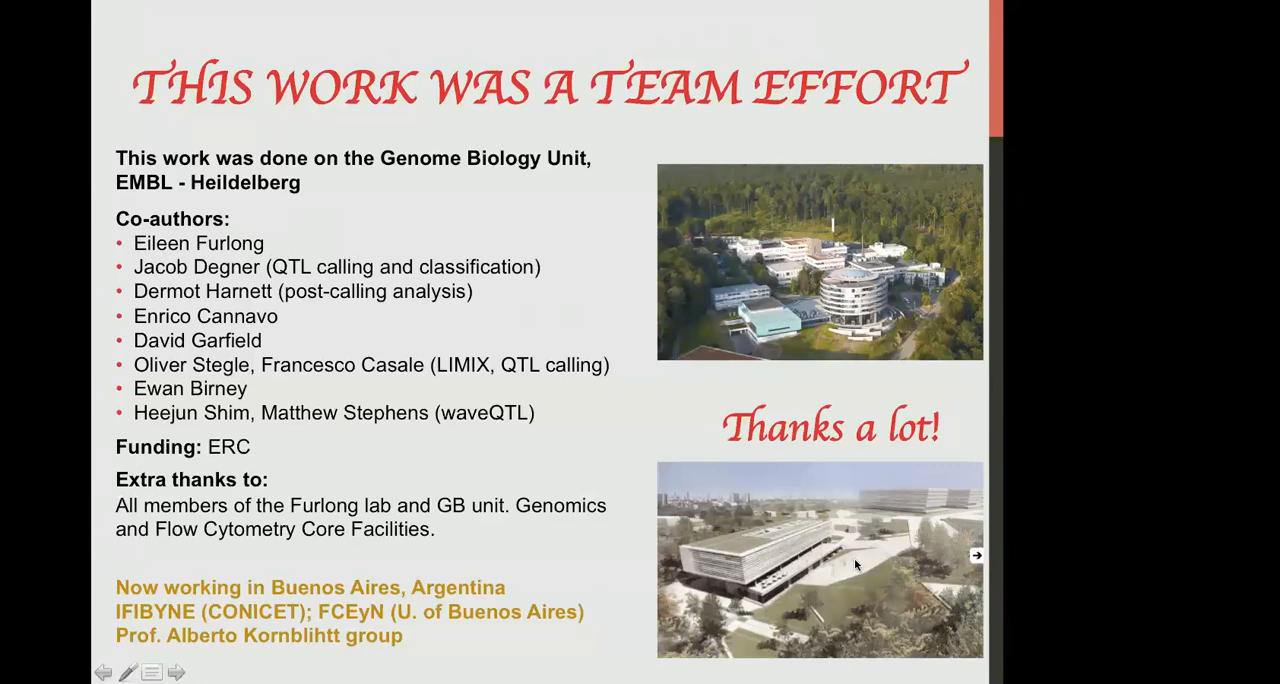 THIS WORK WAS A TEAM EFFORT
This work was done on the Genome Biology Unit,
EMBL - Heildelberg
Co-authors:
• Eileen Furlong
• Jacob Degner (QTL calling and classification)
• Dermot Harnett (post-calling analysis)
• Enrico Cannavo
• David Garfield
• Oliver Stegle, Francesco Casale (LIMIX, QTL calling)
• Ewan Birney
• Heejun Shim, Matthew Stephens (waveQTL)
Funding: ERC
Extra thanks to:
All members of the Furlong lab and GB unit. Genomics
and Flow Cytometry Core Facilities.
Now working in Buenos Aires, Argentina
IFIBYNE (CONICET); FCEyN (U. of Buenos Aires)
Prof. Alberto Kornblihtt group
Thanks a lot!